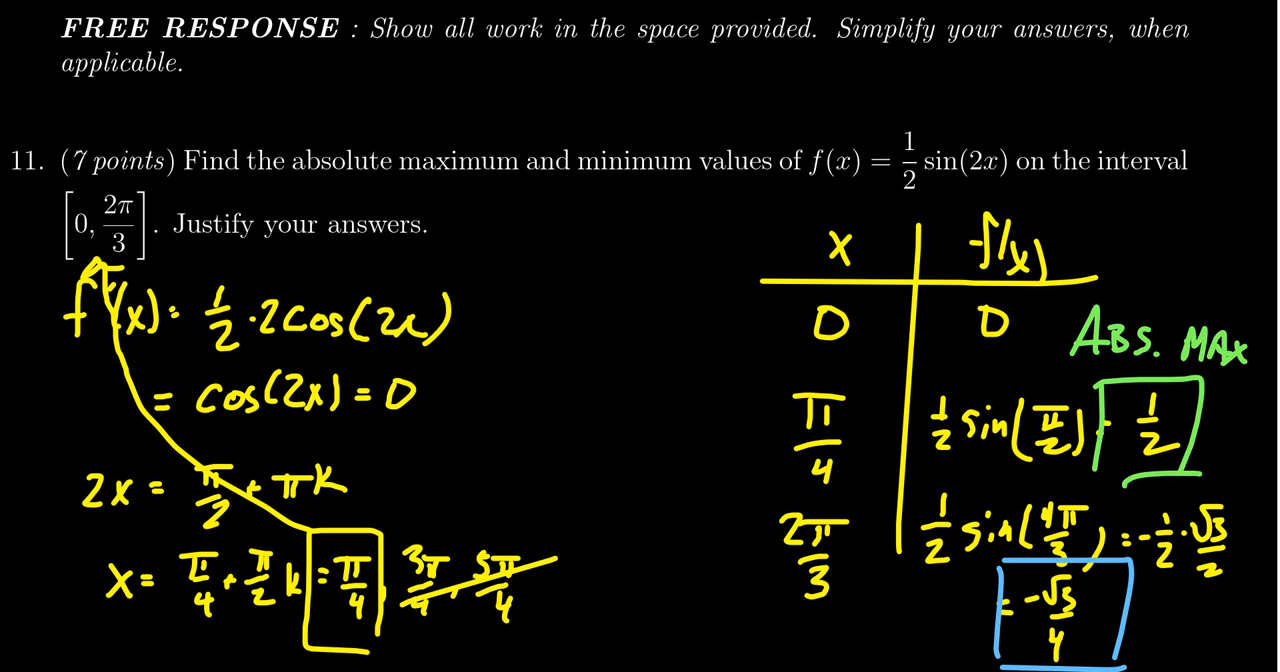 FREE RESPONSE : Show all work in the space provided. Simplify your answers, when
applicable.
11. (7 points) Find the absolute maximum and minimum values of f(x) = 1/2 sin(2x) on the interval
[0, 2π/3]. Justify your answers.
f'(x) = 1/2 · 2cos(2x)
= cos(2x) = 0
2x = π/2 + πk
x = π/4 + π/2 k = π/4, 3π/4, 5π/4
x | f(x)
0 | 0
ABS. MAX
π/4 | 1/2 sin(π/2) = 1/2
2π/3 | 1/2 sin(4π/3) = -1/2 · √3/2
= -√3/4